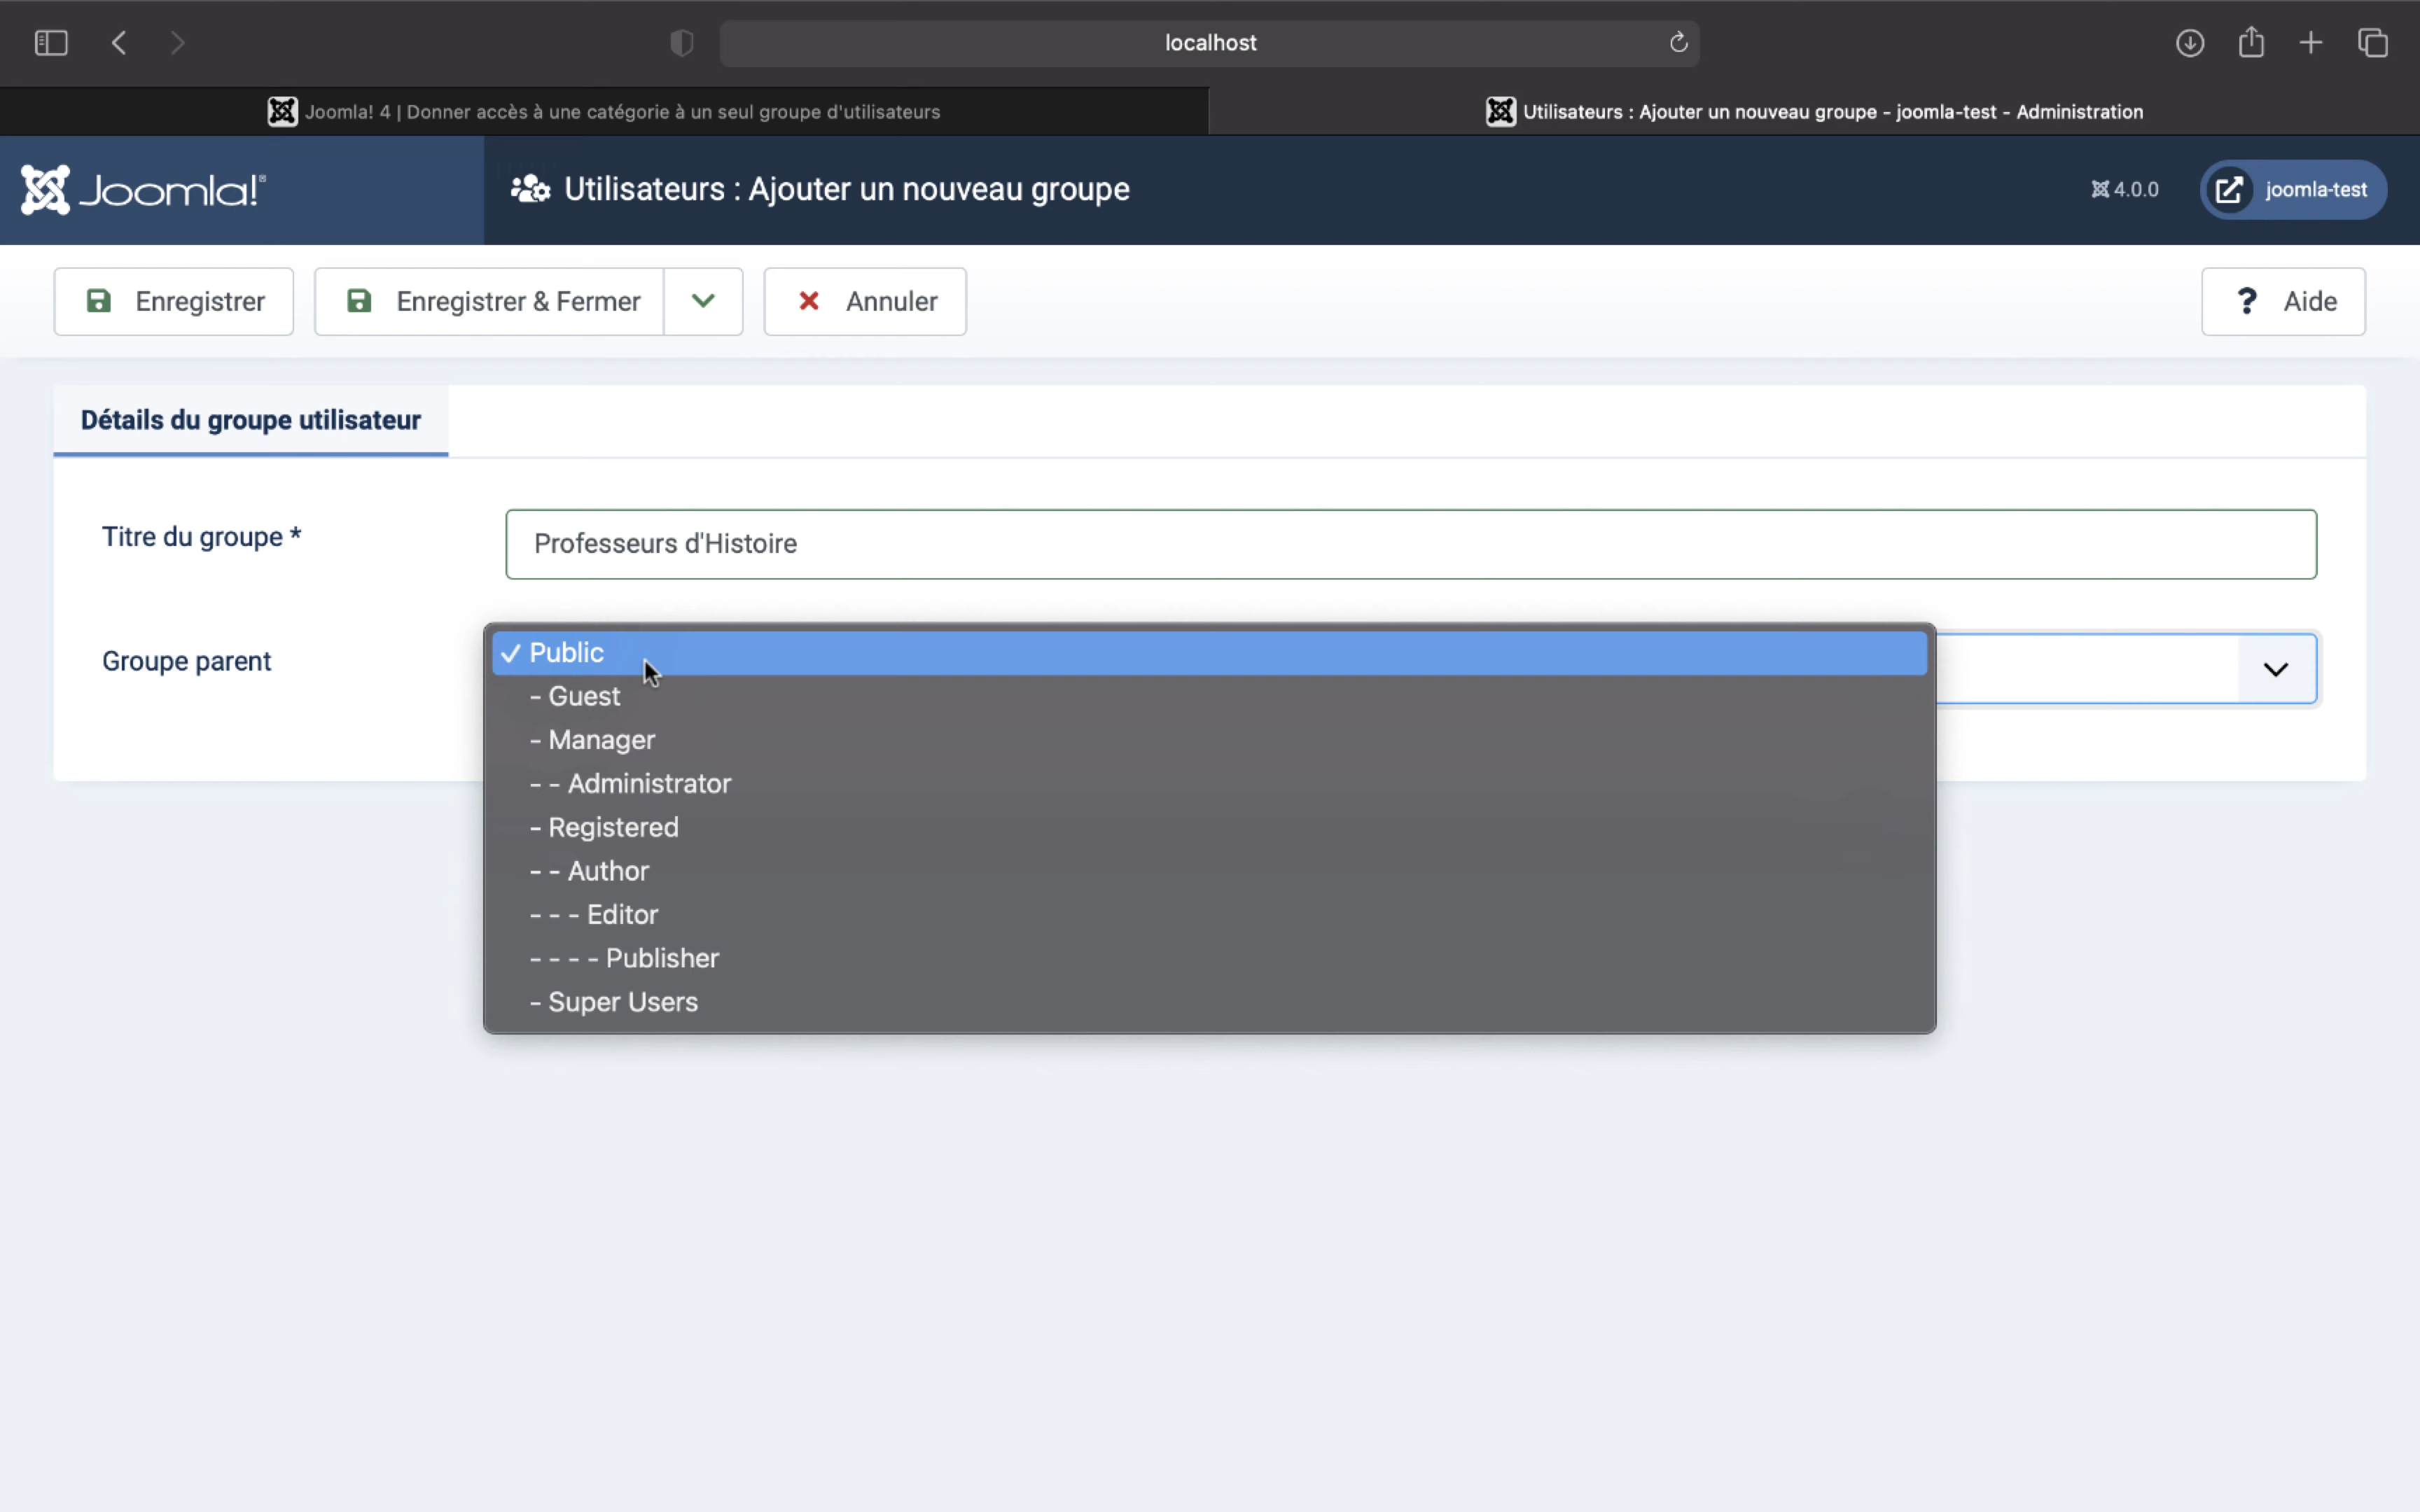 localhost
Joomla! 4 | Donner accès à une catégorie à un seul groupe d'utilisateurs
Utilisateurs : Ajouter un nouveau groupe - joomla-test - Administration
Joomla!®
Utilisateurs : Ajouter un nouveau groupe
4.0.0
joomla-test
Enregistrer
Enregistrer & Fermer
Annuler
? Aide
Détails du groupe utilisateur
Titre du groupe *
Professeurs d'Histoire
Groupe parent
✓ Public
- Guest
- Manager
- - Administrator
- Registered
- - Author
- - - Editor
- - - - Publisher
- Super Users